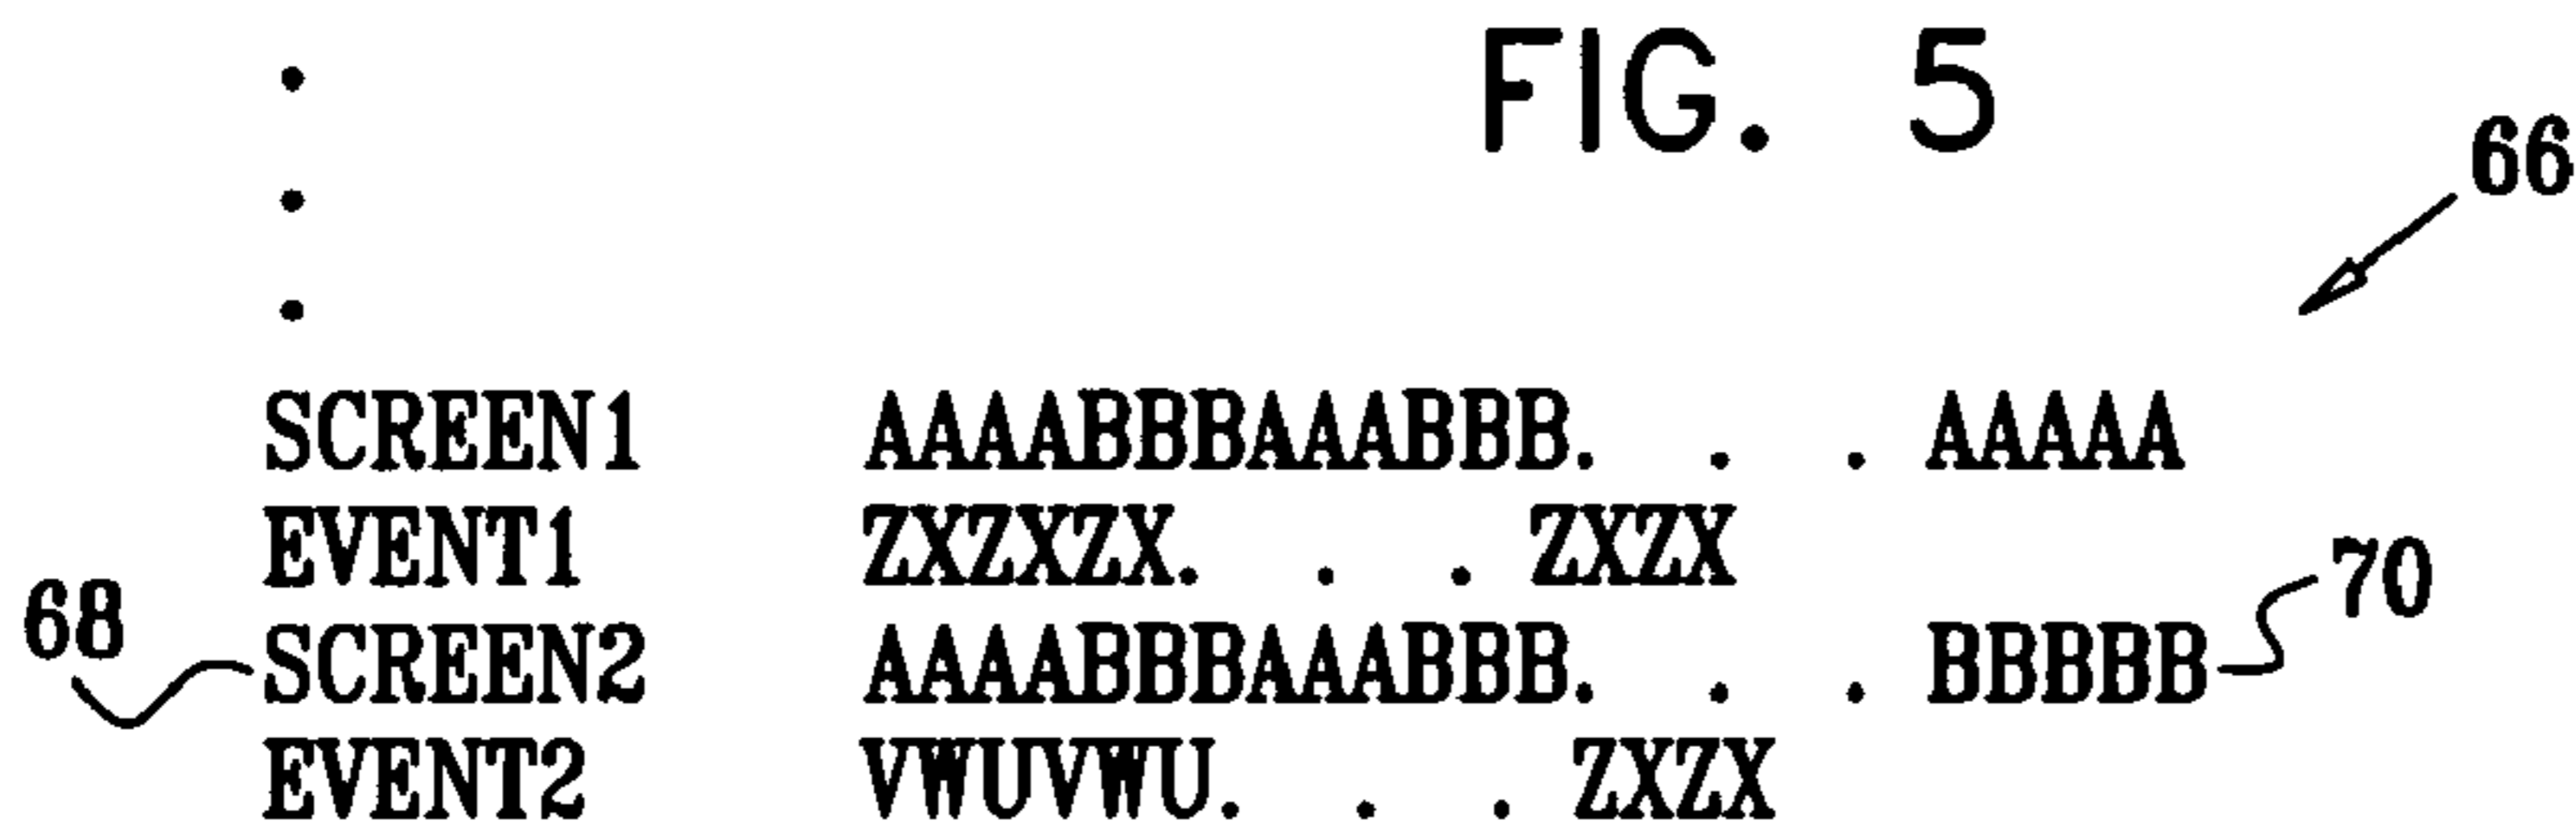 FIG. 5
66
SCREEN1 AAAABBBAAABBB. . . AAAAA
EVENT1 ZXZXZX. . . ZXZX
68 70
SCREEN2 AAAABBBAAABBB. . . BBBBB
EVENT2 VWUVWU. . . ZXZX